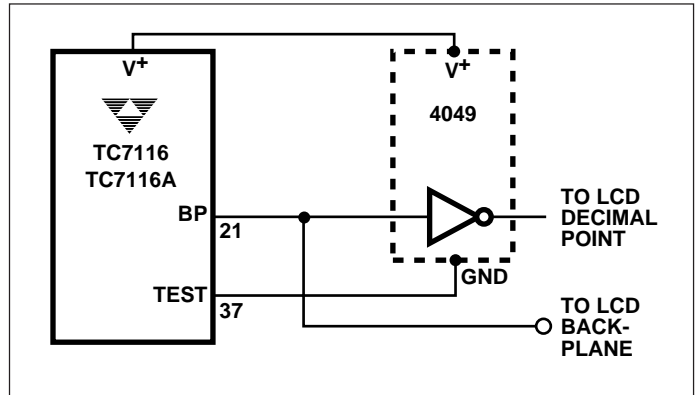 V+
V+
4049
TC7116
TC7116A
BP
21
TO LCD
DECIMAL
POINT
GND
TEST
37
TO LCD
BACK-
PLANE